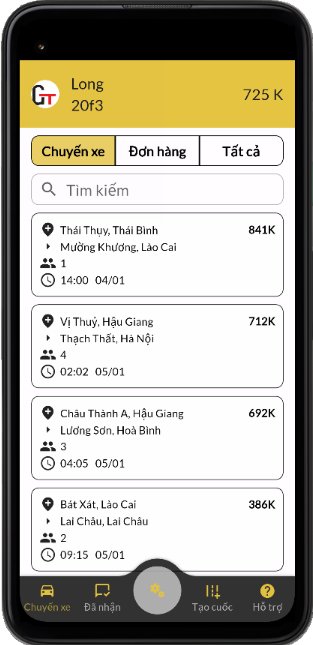 GT
Long
20f3
725 K
Chuyến xe Đơn hàng Tất cả
Tìm kiếm
Thái Thụy, Thái Bình 841K
Mường Khương, Lào Cai
1
14:00 04/01
Vị Thuỷ, Hậu Giang 712K
Thạch Thất, Hà Nội
4
02:02 05/01
Châu Thành A, Hậu Giang 692K
Lương Sơn, Hoà Bình
3
04:05 05/01
Bát Xát, Lào Cai 386K
Lai Châu, Lai Châu
2
09:15 05/01
Chuyến xe Đã nhận Tạo cuốc Hỗ trợ